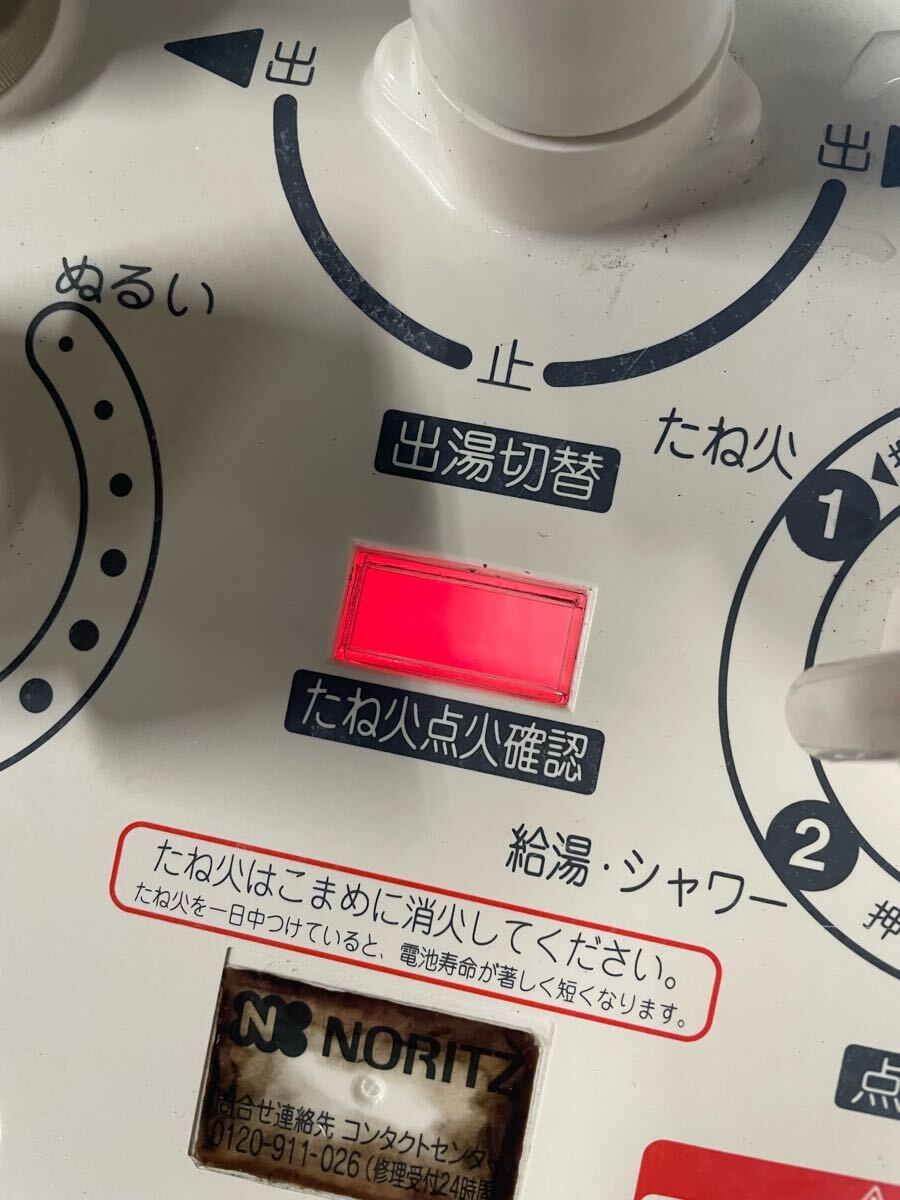 出
出
ぬるい
止
出湯切替
たね火
1
たね火点火確認
2
給湯・シャワー
押
たね火はこまめに消火してください。
たね火を一日中つけていると、電池寿命が著しく短くなります。
N NORITZ
問合せ連絡先 コンタクトセンター
0120-911-026(修理受付24時間
点